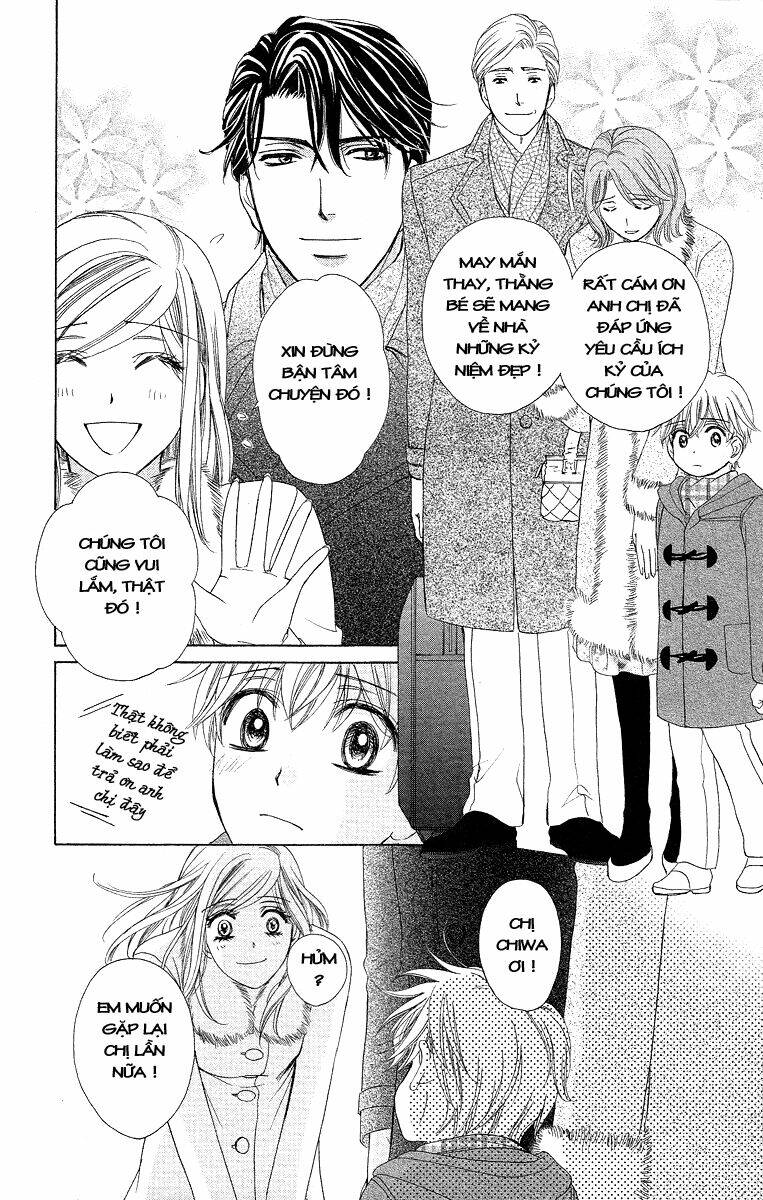 RẤT CÁM ƠN
ANH CHỊ ĐÃ
ĐÁP ỨNG
YÊU CẦU ÍCH
KỶ CỦA
CHÚNG TÔI !
MAY MẮN
THAY, THẰNG
BÉ SẼ MANG
VỀ NHÀ
NHỮNG KỶ
NIỆM ĐẸP !
XIN ĐỪNG
BẬN TÂM
CHUYỆN ĐÓ !
CHÚNG TÔI
CŨNG VUI
LẮM, THẬT
ĐÓ !
Thật không
biết phải
làm sao để
trả ơn anh
chị đây
CHỊ
CHIWA
ƠI !
HỬM
?
EM MUỐN
GẶP LẠI
CHỊ LẦN
NỮA !